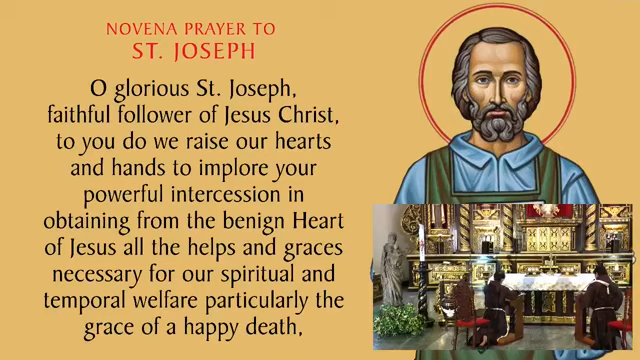 NOVENA PRAYER TO
ST. JOSEPH
O glorious St. Joseph,
faithful follower of Jesus Christ,
to you do we raise our hearts
and hands to implore your
powerful intercession in
obtaining from the benign Heart
of Jesus all the helps and graces
necessary for our spiritual and
temporal welfare particularly the
grace of a happy death,